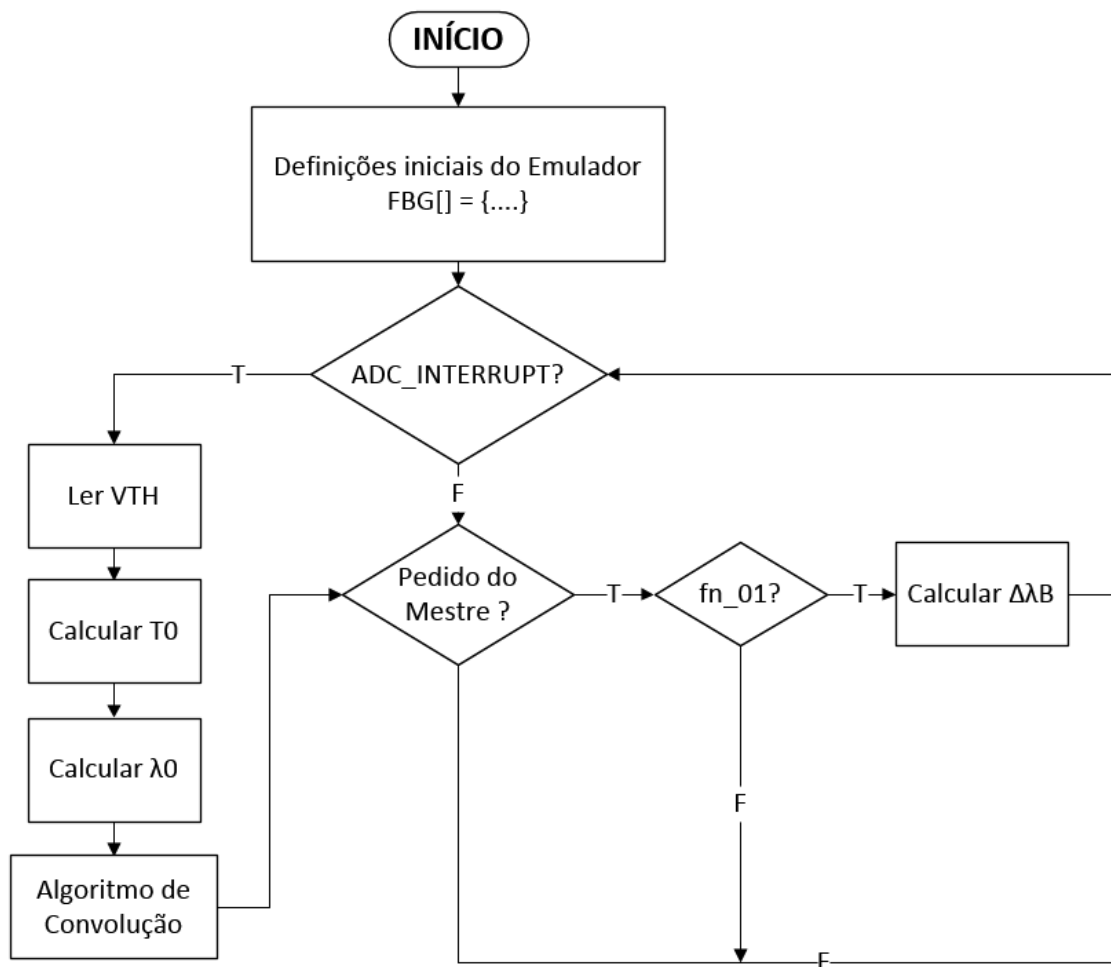 INÍCIO
Definições iniciais do Emulador
FBG[] = {....}
ADC_INTERRUPT?
T
F
Ler VTH
Calcular T0
Calcular λ0
Algoritmo de
Convolução
Pedido do
Mestre ?
T
fn_01?
T
Calcular ΔλB
F
F